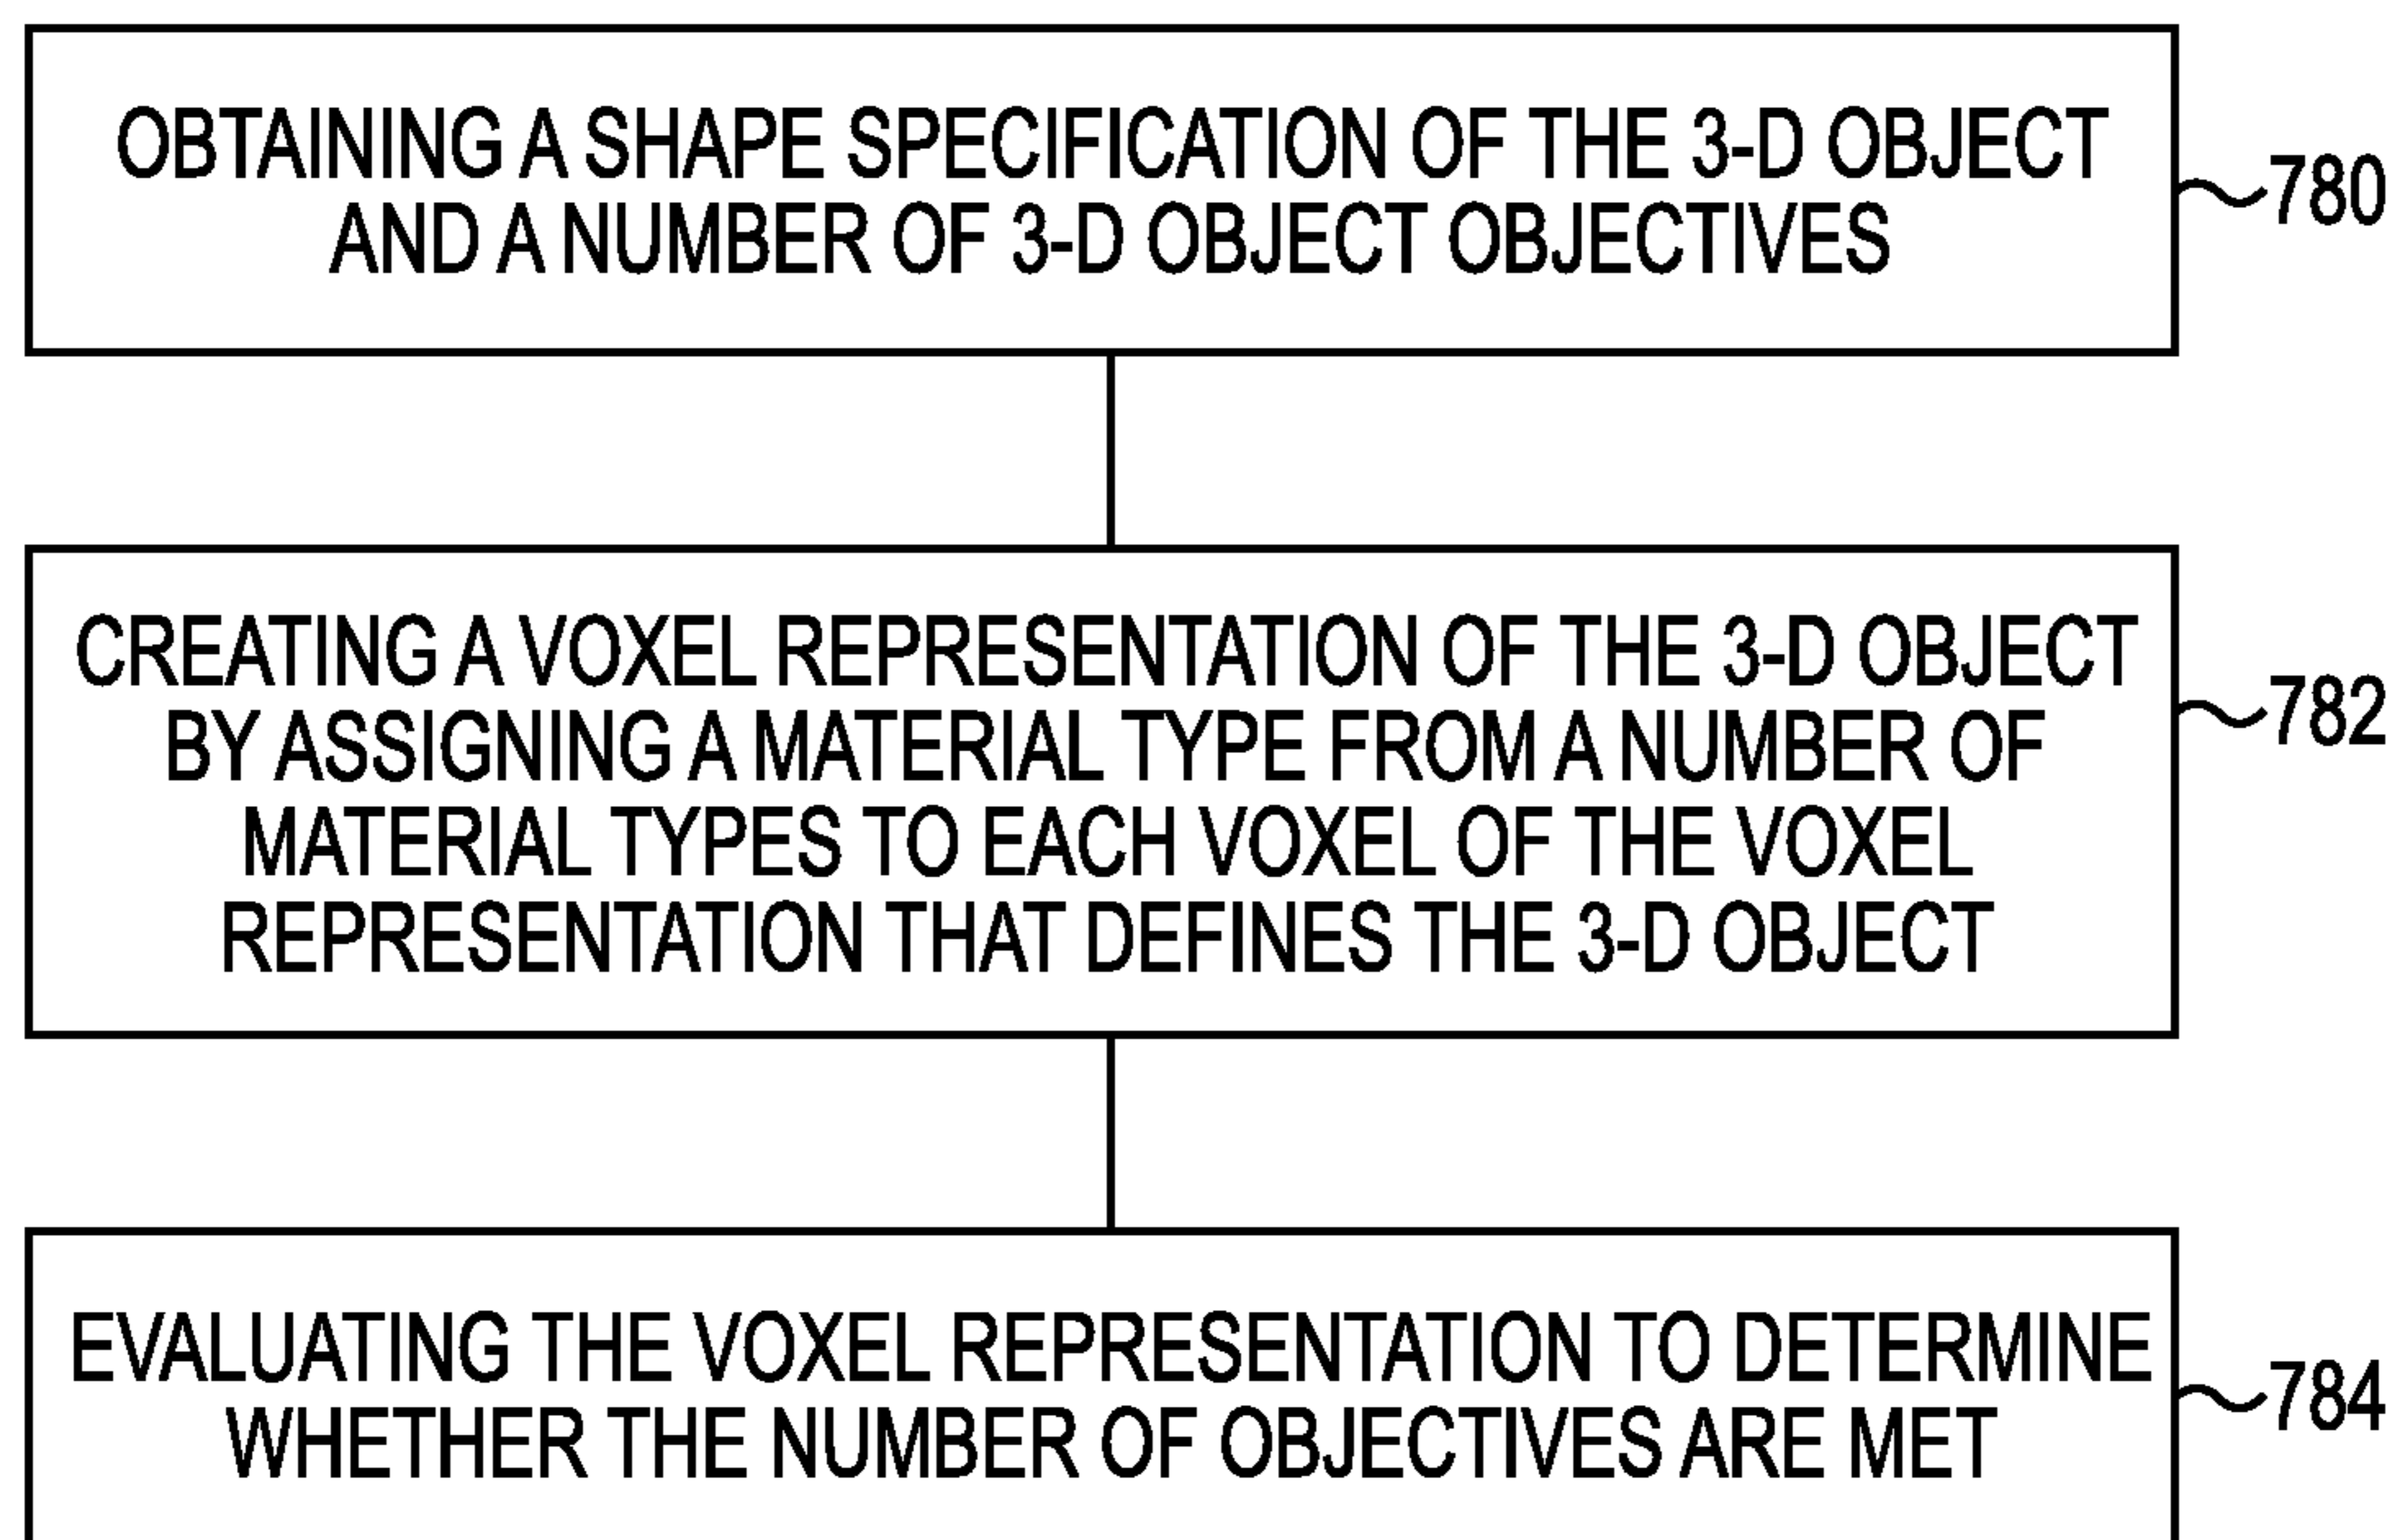 OBTAINING A SHAPE SPECIFICATION OF THE 3-D OBJECT
AND A NUMBER OF 3-D OBJECT OBJECTIVES
780
CREATING A VOXEL REPRESENTATION OF THE 3-D OBJECT
BY ASSIGNING A MATERIAL TYPE FROM A NUMBER OF
MATERIAL TYPES TO EACH VOXEL OF THE VOXEL
REPRESENTATION THAT DEFINES THE 3-D OBJECT
782
EVALUATING THE VOXEL REPRESENTATION TO DETERMINE
WHETHER THE NUMBER OF OBJECTIVES ARE MET
784